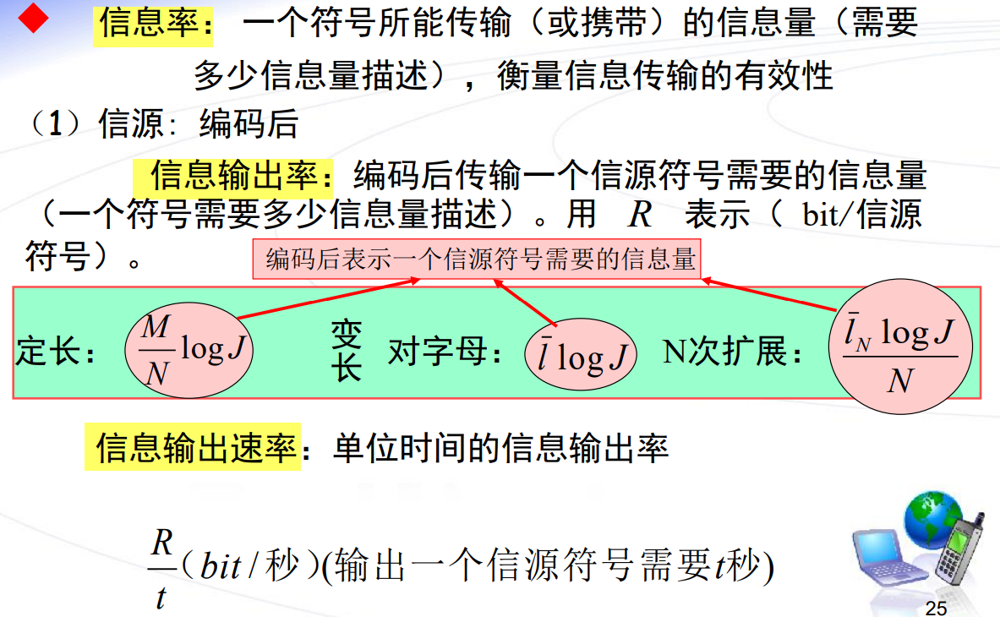 信息率：一个符号所能传输（或携带）的信息量（需要
多少信息量描述），衡量信息传输的有效性
（1）信源：编码后
信息输出率：编码后传输一个信源符号需要的信息量
（一个符号需要多少信息量描述）。用 R 表示（ bit/信源
符号）。
编码后表示一个信源符号需要的信息量
定长： M/N log J 变长 对字母： l̄ log J N次扩展： l̄_N log J / N
信息输出速率：单位时间的信息输出率
R/t (bit / 秒)(输出一个信源符号需要t秒)
25